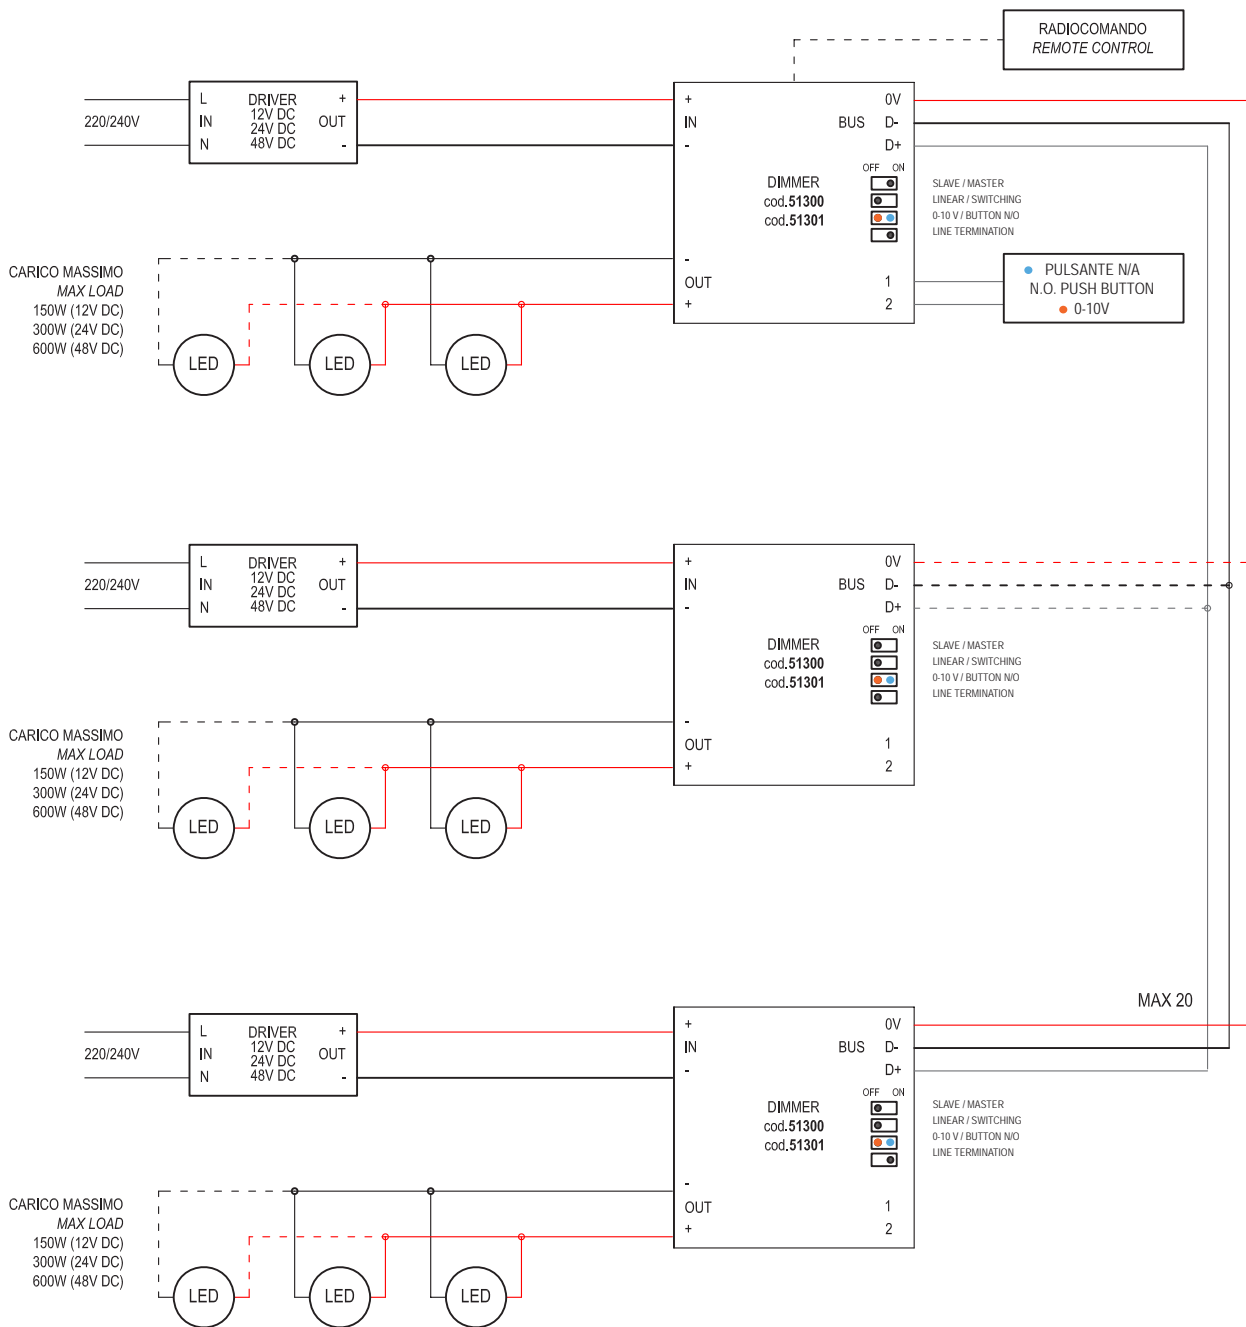 RADIOCOMANDO
REMOTE CONTROL
220/240V
L
IN
N
DRIVER
12V DC
24V DC
48V DC
+
OUT
-
+
IN
-
BUS
0V
D-
D+
OFF ON
DIMMER
cod.51300
cod.51301
SLAVE / MASTER
LINEAR / SWITCHING
0-10 V / BUTTON N/O
LINE TERMINATION
-
OUT
+
1
2
PULSANTE N/A
N.O. PUSH BUTTON
0-10V
CARICO MASSIMO
MAX LOAD
150W (12V DC)
300W (24V DC)
600W (48V DC)
LED
LED
LED
220/240V
L
IN
N
DRIVER
12V DC
24V DC
48V DC
+
OUT
-
+
IN
-
BUS
0V
D-
D+
OFF ON
DIMMER
cod.51300
cod.51301
SLAVE / MASTER
LINEAR / SWITCHING
0-10 V / BUTTON N/O
LINE TERMINATION
-
OUT
+
1
2
CARICO MASSIMO
MAX LOAD
150W (12V DC)
300W (24V DC)
600W (48V DC)
LED
LED
LED
MAX 20
220/240V
L
IN
N
DRIVER
12V DC
24V DC
48V DC
+
OUT
-
+
IN
-
BUS
0V
D-
D+
OFF ON
DIMMER
cod.51300
cod.51301
SLAVE / MASTER
LINEAR / SWITCHING
0-10 V / BUTTON N/O
LINE TERMINATION
-
OUT
+
1
2
CARICO MASSIMO
MAX LOAD
150W (12V DC)
300W (24V DC)
600W (48V DC)
LED
LED
LED